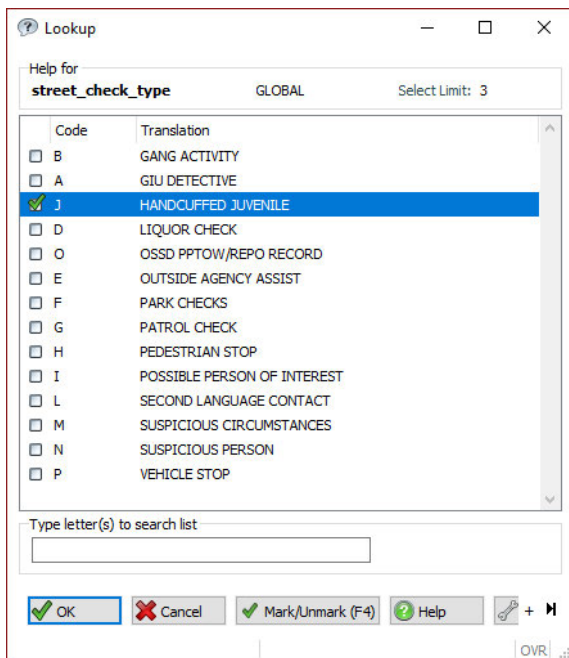 Lookup
Help for
street_check_type GLOBAL Select Limit: 3
Code Translation
B GANG ACTIVITY
A GIU DETECTIVE
J HANDCUFFED JUVENILE
D LIQUOR CHECK
O OSSD PPTOW/REPO RECORD
E OUTSIDE AGENCY ASSIST
F PARK CHECKS
G PATROL CHECK
H PEDESTRIAN STOP
I POSSIBLE PERSON OF INTEREST
L SECOND LANGUAGE CONTACT
M SUSPICIOUS CIRCUMSTANCES
N SUSPICIOUS PERSON
P VEHICLE STOP
Type letter(s) to search list
OK Cancel Mark/Unmark (F4) Help +
OVR